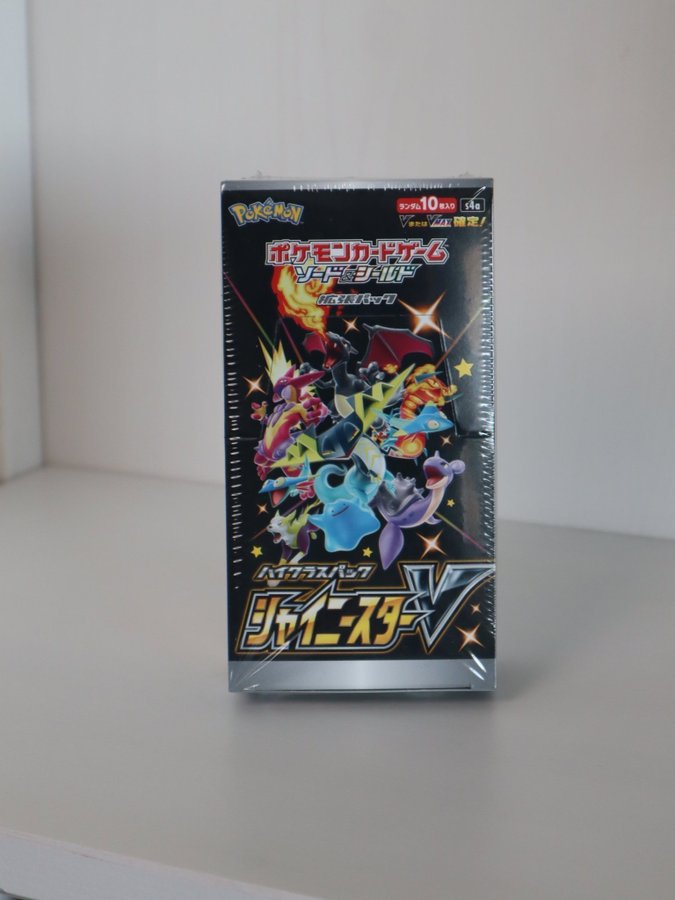 POKéMON
ランダム10枚入り
s4a
VまたはVMAX確定!
ポケモンカードゲーム
ソード&シールド
拡張パック
ハイクラスパック
シャイニースターV